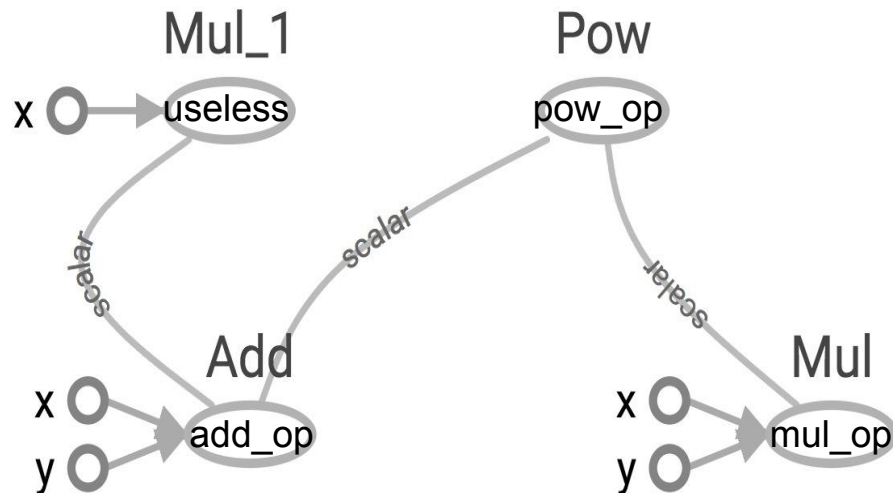 Mul_1
Pow
x
useless
pow_op
scalar
scalar
scalar
Add
Mul
x
x
add_op
mul_op
y
y